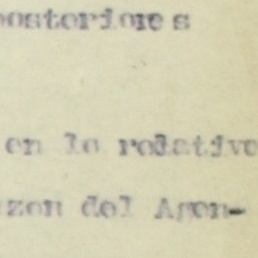 posteriores
en lo relativo
zon del Agen-